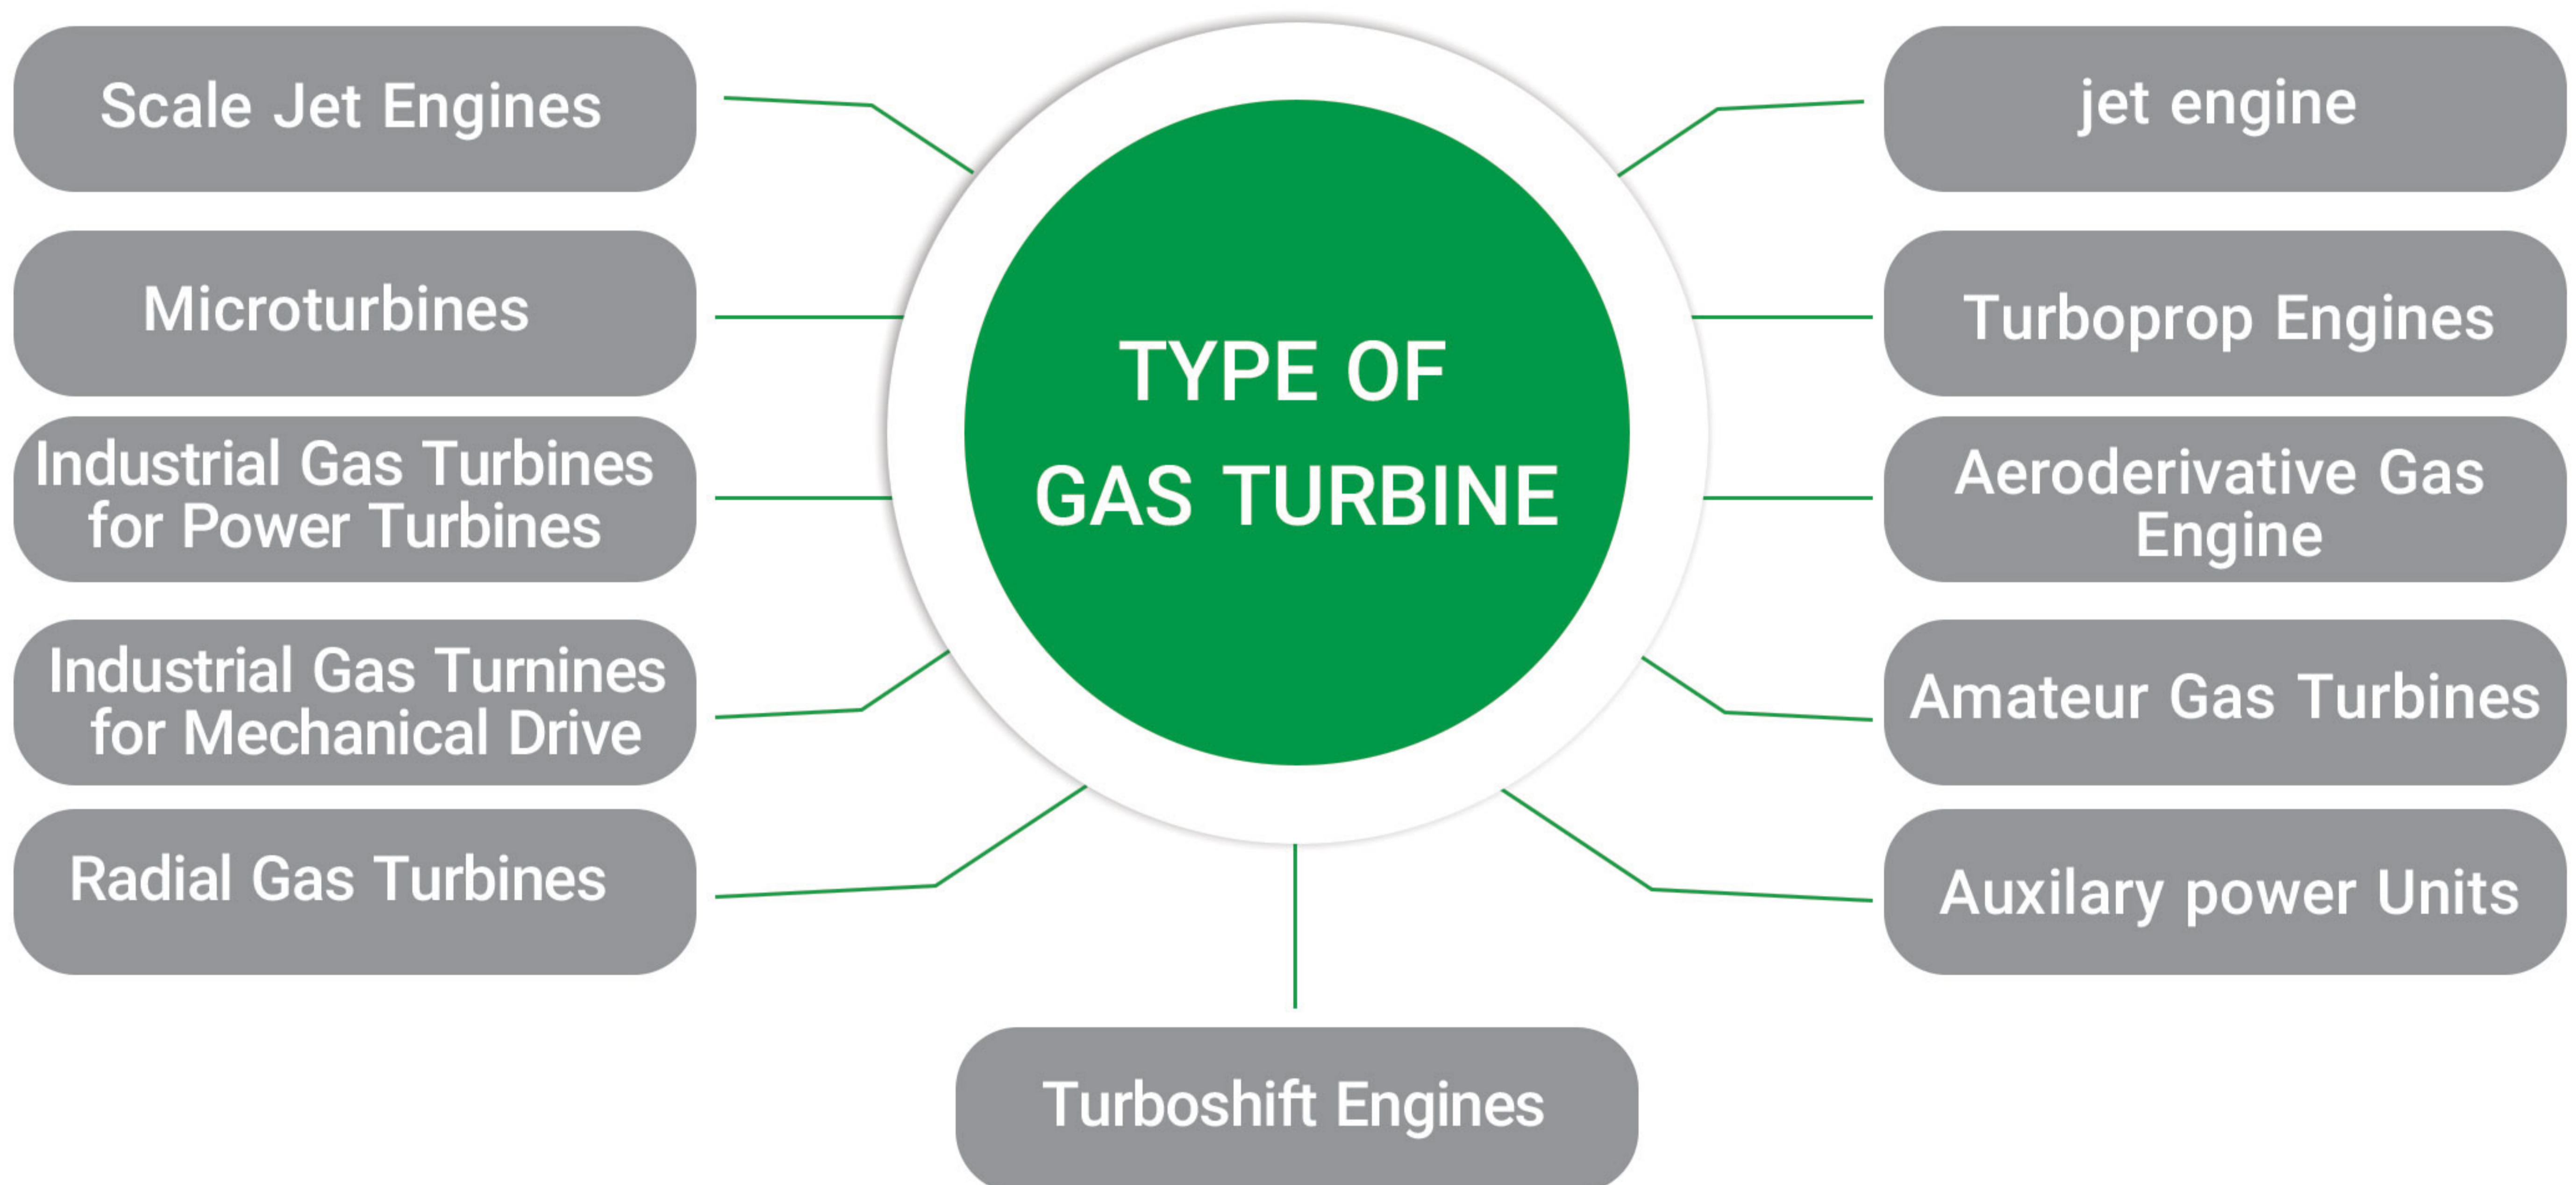 Scale Jet Engines
Microturbines
Industrial Gas Turbines
for Power Turbines
Industrial Gas Turnines
for Mechanical Drive
Radial Gas Turbines
TYPE OF
GAS TURBINE
jet engine
Turboprop Engines
Aeroderivative Gas
Engine
Amateur Gas Turbines
Auxilary power Units
Turboshift Engines